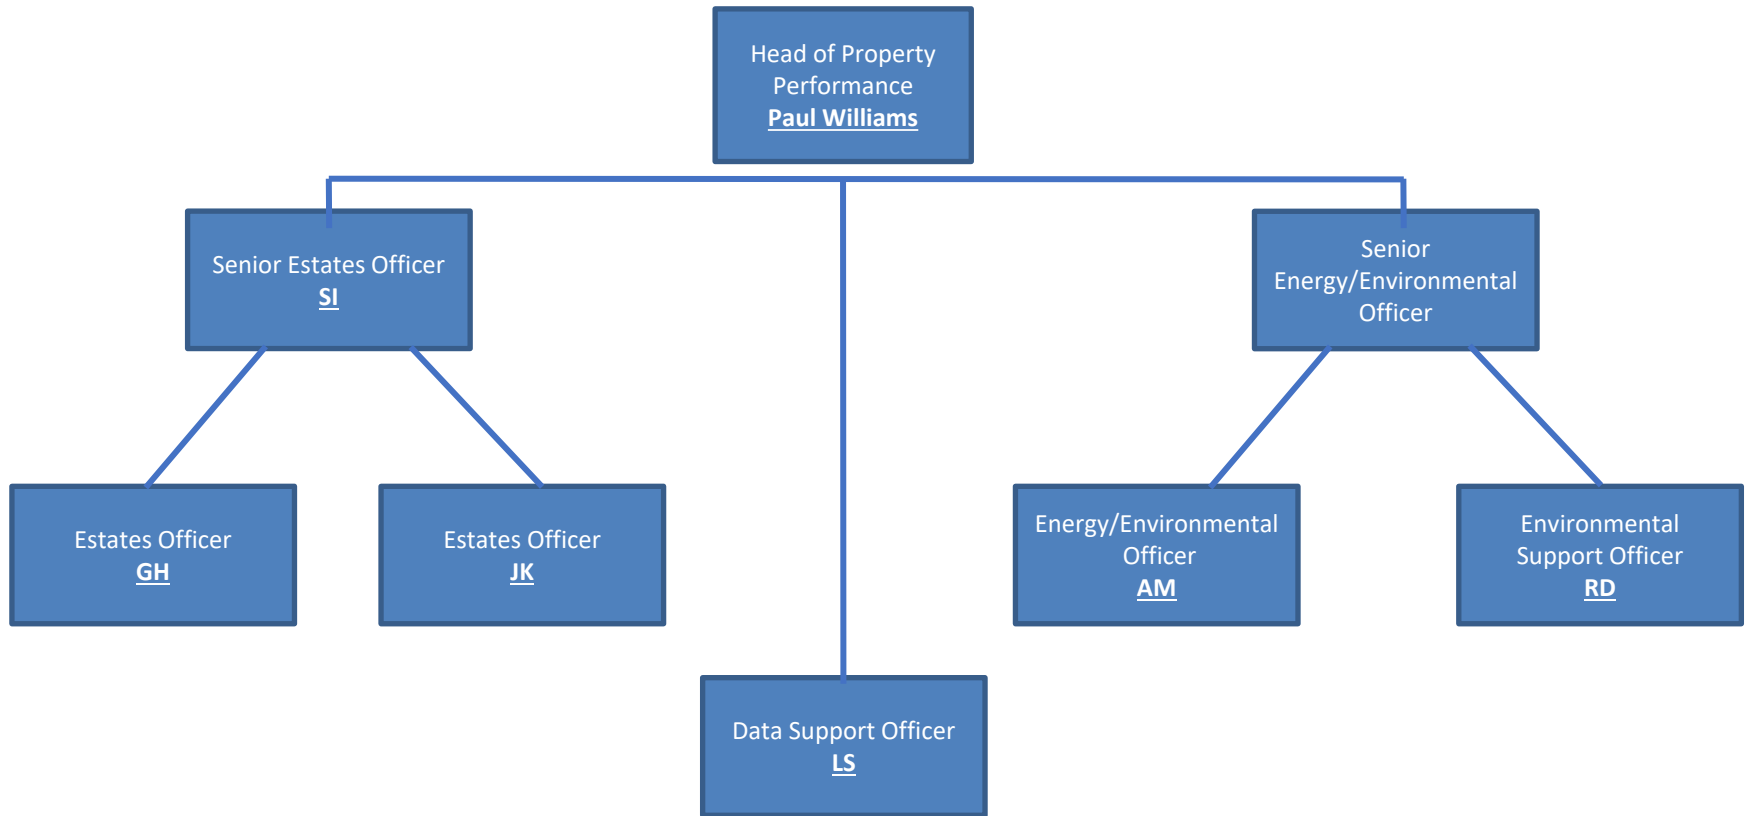 Head of Property
Performance
Paul Williams
Senior Estates Officer
SI
Senior
Energy/Environmental
Officer
Estates Officer
GH
Estates Officer
JK
Energy/Environmental
Officer
AM
Environmental
Support Officer
RD
Data Support Officer
LS